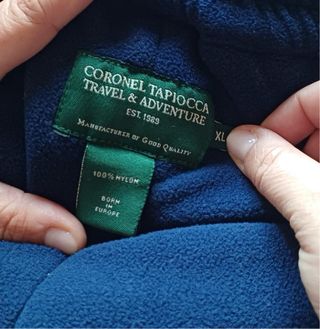 CORONEL TAPIOCCA
TRAVEL & ADVENTURE
EST. 1989
MANUFACTURER OF GOOD QUALITY
XL
100% NYLON
BORN
IN
EUROPE